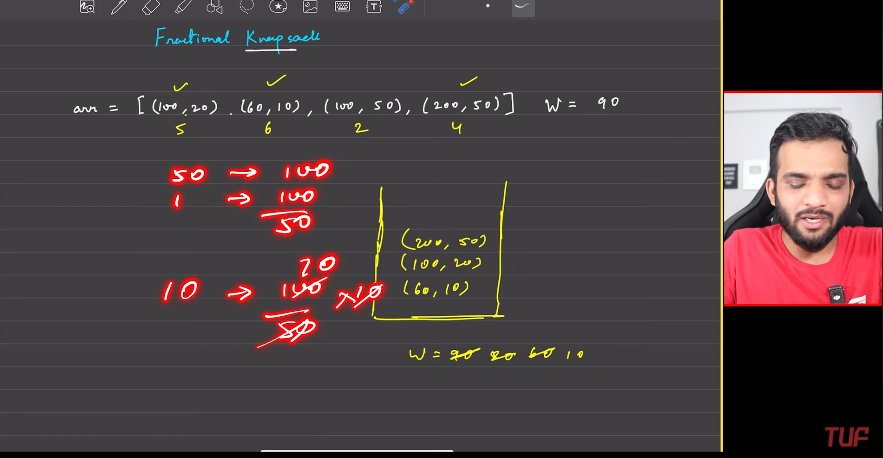 Fractional Knapsack
arr = [(100,20) . (60,10), (100, 50), (200, 50)] W = 90
5 6 2 4
50 → 100
1 → 100
50
20
10 → 100 × 10
50
(200, 50)
(100, 20)
(60, 10)
W = 90 80 60 10
TUF